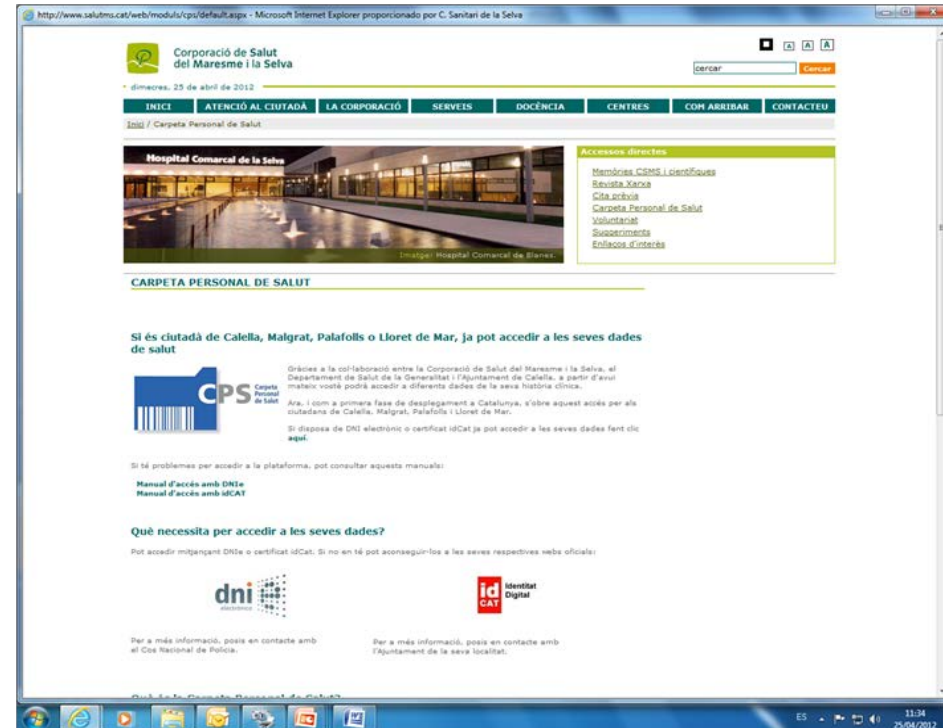 http://www.salutms.cat/web/moduls/cps/default.aspx - Microsoft Internet Explorer proporcionado por C. Sanitari de la Selva
Corporació de Salut
del Maresme i la Selva
A A A
cercar Cercar
dimecres, 25 de abril de 2012
INICI ATENCIÓ AL CIUTADÀ LA CORPORACIÓ SERVEIS DOCÈNCIA CENTRES COM ARRIBAR CONTACTEU
Inici / Carpeta Personal de Salut
Hospital Comarcal de la Selva
Imatge: Hospital Comarcal de Blanes.
Accessos directes
Memòries CSMS i científiques
Revista Xarxa
Cita prèvia
Carpeta Personal de Salut
Voluntariat
Suggeriments
Enllaços d'interès
CARPETA PERSONAL DE SALUT
Si és ciutadà de Calella, Malgrat, Palafolls o Lloret de Mar, ja pot accedir a les seves dades
de salut
CPS Carpeta
Personal
de Salut
Gràcies a la col·laboració entre la Corporació de Salut del Maresme i la Selva, el
Departament de Salut de la Generalitat i l'Ajuntament de Calella, a partir d'avui
mateix vostè podrà accedir a diferents dades de la seva història clínica.
Ara, i com a primera fase de desplegament a Catalunya, s'obre aquest accés per als
ciutadans de Calella, Malgrat, Palafolls i Lloret de Mar.
Si disposa de DNI electrònic o certificat idCat ja pot accedir a les seves dades fent clic
aquí.
Si té problemes per accedir a la plataforma, pot consultar aquests manuals:
Manual d'accés amb DNIe
Manual d'accés amb idCAT
Què necessita per accedir a les seves dades?
Pot accedir mitjançant DNIe o certificat idCat. Si no en té pot aconseguir-los a les seves respectives webs oficials:
dni
electrónico
id
CAT
Identitat
Digital
Per a més informació, posis en contacte amb
el Cos Nacional de Policia.
Per a més informació, posis en contacte amb
l'Ajuntament de la seva localitat.
Què és la Carpeta Personal de Salut?
ES 11:34
25/04/2012